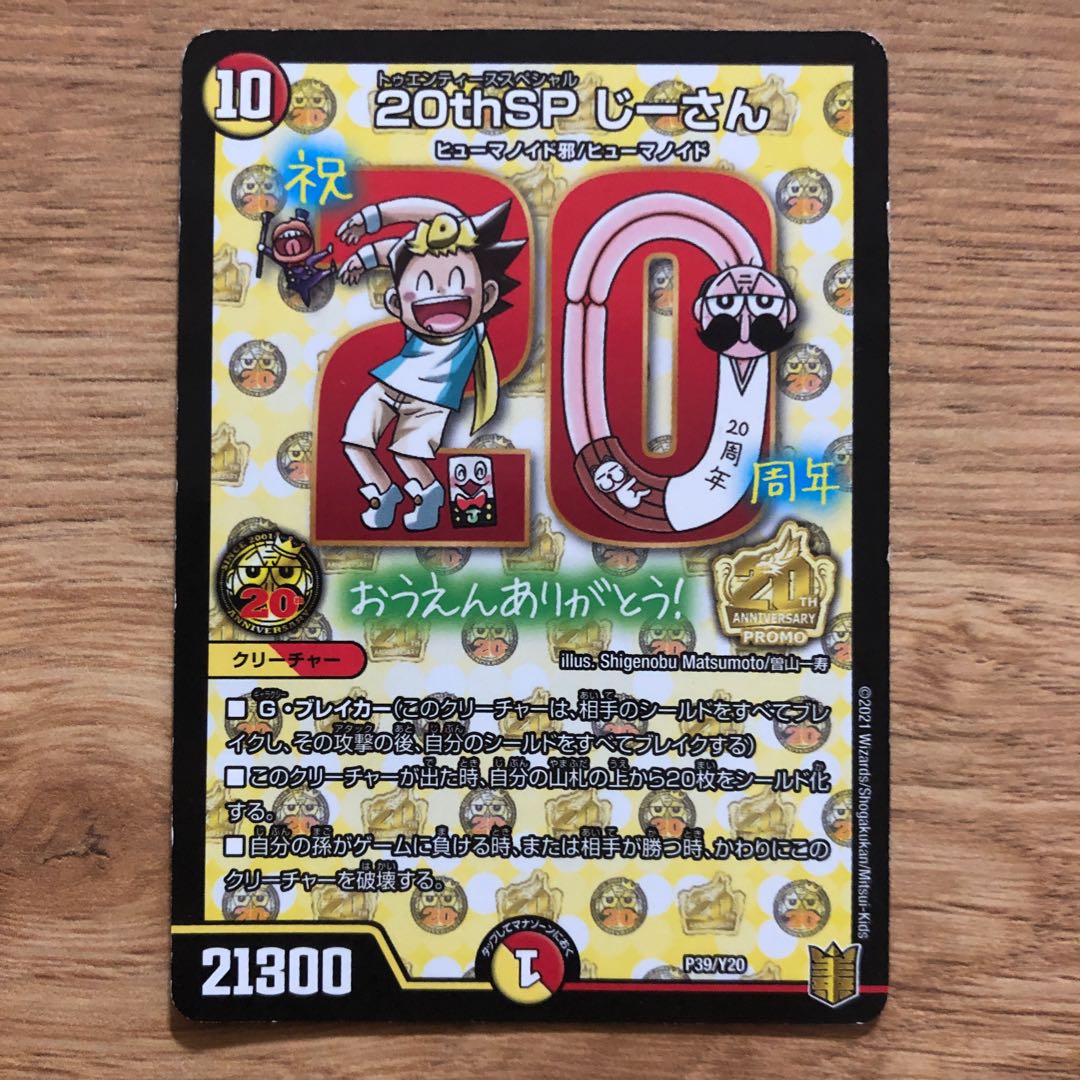 10
トゥエンティーススペシャル
20thSP じーさん
ヒューマノイド邪/ヒューマノイド
祝
20
20周年
周年
SINCE 2001
20th
ANNIVERSARY
おうえんありがとう!
20TH
ANNIVERSARY
PROMO
クリーチャー
illus. Shigenobu Matsumoto/曽山一寿
ギャラクシー
■ G・ブレイカー(このクリーチャーは、相手のシールドをすべてブレ
イクし、その攻撃の後、自分のシールドをすべてブレイクする)
■ このクリーチャーが出た時、自分の山札の上から20枚をシールド化
する。
■ 自分の孫がゲームに負ける時、または相手が勝つ時、かわりにこの
クリーチャーを破壊する。
©2021 Wizards/Shogakukan/Mitsui-Kids
21300
タップしてマナゾーンにおく
1
P39/Y20